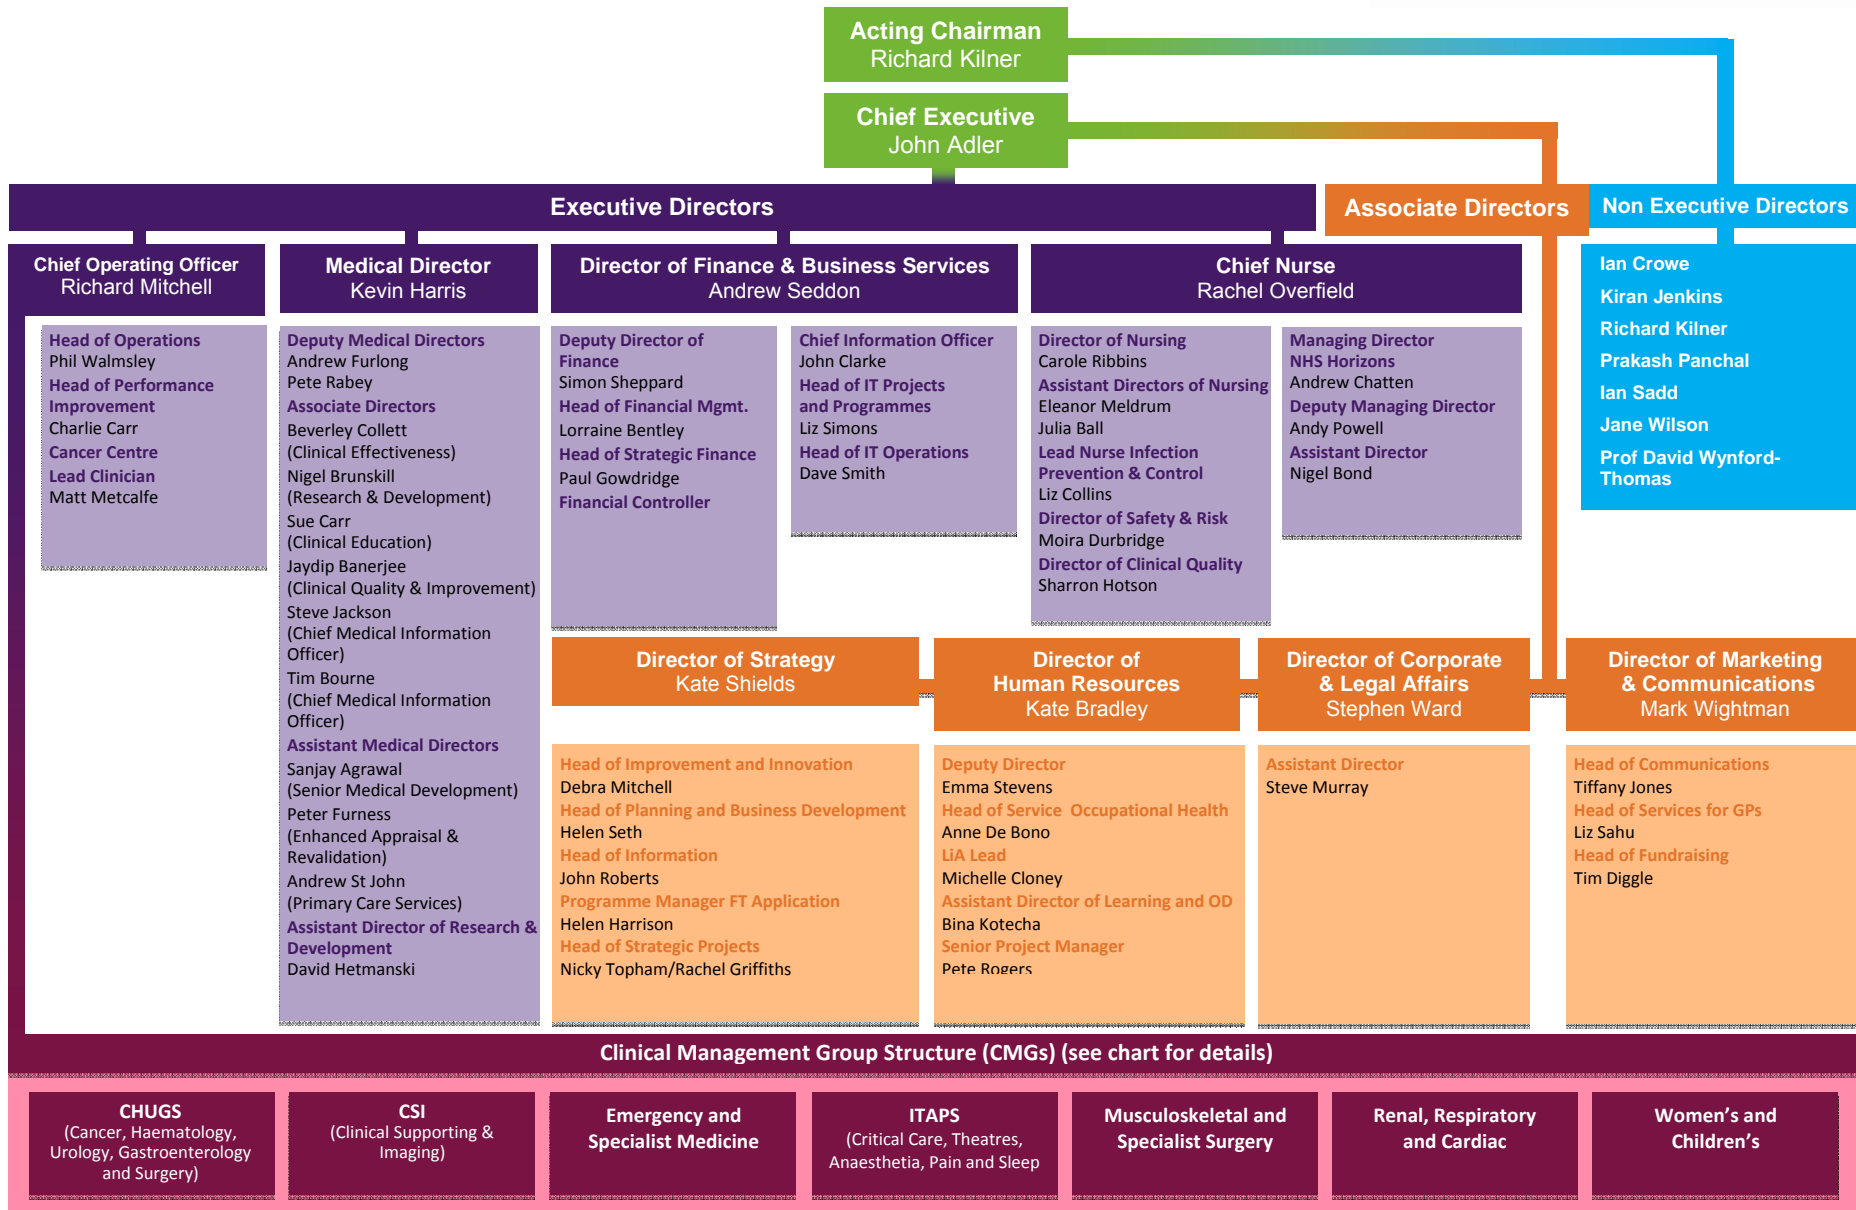 Acting Chairman
Richard Kilner
Chief Executive
John Adler
Executive Directors
Associate Directors
Non Executive Directors
Chief Operating Officer
Richard Mitchell
Head of Operations
Phil Walmsley
Head of Performance
Improvement
Charlie Carr
Cancer Centre
Lead Clinician
Matt Metcalfe
Medical Director
Kevin Harris
Deputy Medical Directors
Andrew Furlong
Pete Rabey
Associate Directors
Beverley Collett
(Clinical Effectiveness)
Nigel Brunskill
(Research & Development)
Sue Carr
(Clinical Education)
Jaydip Banerjee
(Clinical Quality & Improvement)
Steve Jackson
(Chief Medical Information
Officer)
Tim Bourne
(Chief Medical Information
Officer)
Assistant Medical Directors
Sanjay Agrawal
(Senior Medical Development)
Peter Furness
(Enhanced Appraisal &
Revalidation)
Andrew St John
(Primary Care Services)
Assistant Director of Research &
Development
David Hetmanski
Director of Finance & Business Services
Andrew Seddon
Deputy Director of
Finance
Simon Sheppard
Head of Financial Mgmt.
Lorraine Bentley
Head of Strategic Finance
Paul Gowdridge
Financial Controller
Chief Information Officer
John Clarke
Head of IT Projects
and Programmes
Liz Simons
Head of IT Operations
Dave Smith
Chief Nurse
Rachel Overfield
Director of Nursing
Carole Ribbins
Assistant Directors of Nursing
Eleanor Meldrum
Julia Ball
Lead Nurse Infection
Prevention & Control
Liz Collins
Director of Safety & Risk
Moira Durbridge
Director of Clinical Quality
Sharron Hotson
Managing Director
NHS Horizons
Andrew Chatten
Deputy Managing Director
Andy Powell
Assistant Director
Nigel Bond
Ian Crowe
Kiran Jenkins
Richard Kilner
Prakash Panchal
Ian Sadd
Jane Wilson
Prof David Wynford-
Thomas
Director of Strategy
Kate Shields
Head of Improvement and Innovation
Debra Mitchell
Head of Planning and Business Development
Helen Seth
Head of Information
John Roberts
Programme Manager FT Application
Helen Harrison
Head of Strategic Projects
Nicky Topham/Rachel Griffiths
Director of
Human Resources
Kate Bradley
Deputy Director
Emma Stevens
Head of Service  Occupational Health
Anne De Bono
LiA Lead
Michelle Cloney
Assistant Director of Learning and OD
Bina Kotecha
Senior Project Manager
Pete Rogers
Director of Corporate
& Legal Affairs
Stephen Ward
Assistant Director
Steve Murray
Director of Marketing
& Communications
Mark Wightman
Head of Communications
Tiffany Jones
Head of Services for GPs
Liz Sahu
Head of Fundraising
Tim Diggle
Clinical Management Group Structure (CMGs) (see chart for details)
CHUGS
(Cancer, Haematology,
Urology, Gastroenterology
and Surgery)
CSI
(Clinical Supporting &
Imaging)
Emergency and
Specialist Medicine
ITAPS
(Critical Care, Theatres,
Anaesthetia, Pain and Sleep
Musculoskeletal and
Specialist Surgery
Renal, Respiratory
and Cardiac
Women's and
Children's